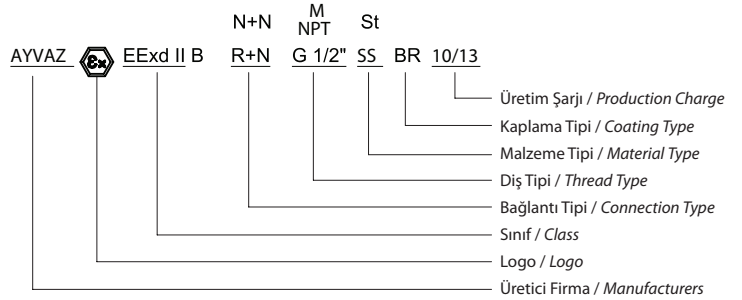 N+N M St
NPT
AYVAZ Ex EExd II B R+N G 1/2" SS BR 10/13
Üretim Şarjı / Production Charge
Kaplama Tipi / Coating Type
Malzeme Tipi / Material Type
Diş Tipi / Thread Type
Bağlantı Tipi / Connection Type
Sınıf / Class
Logo / Logo
Üretici Firma / Manufacturers